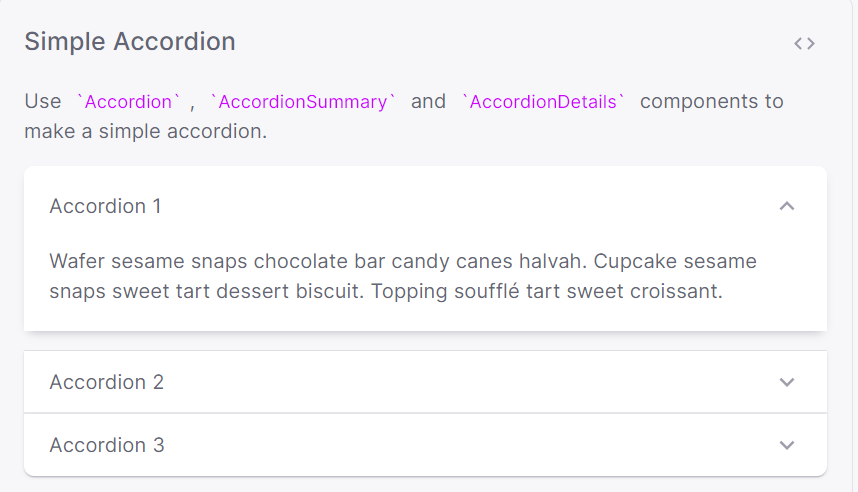 Simple Accordion
Use `Accordion` , `AccordionSummary` and `AccordionDetails` components to
make a simple accordion.
Accordion 1
Wafer sesame snaps chocolate bar candy canes halvah. Cupcake sesame
snaps sweet tart dessert biscuit. Topping soufflé tart sweet croissant.
Accordion 2
Accordion 3